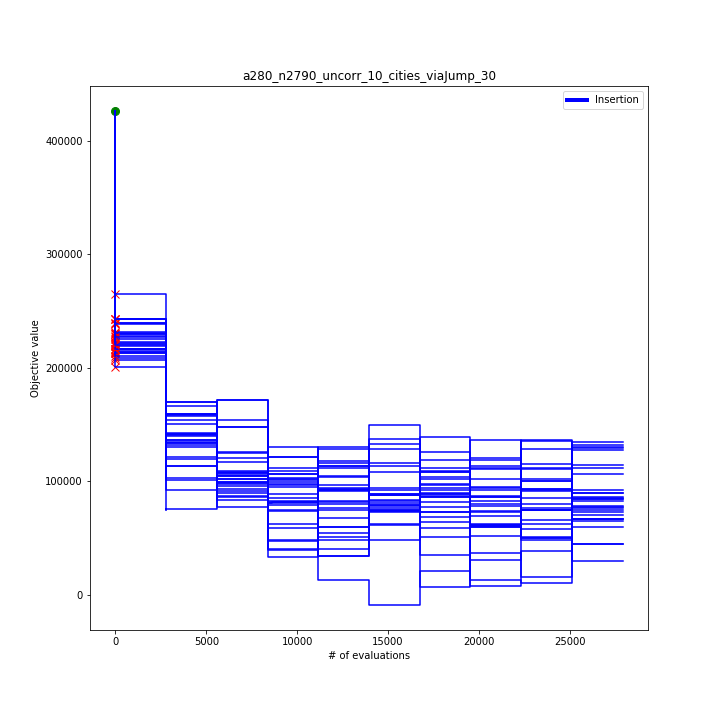 a280_n2790_uncorr_10_cities_viaJump_30
Insertion
400000
300000
200000
100000
0
Objective value
0 5000 10000 15000 20000 25000
# of evaluations